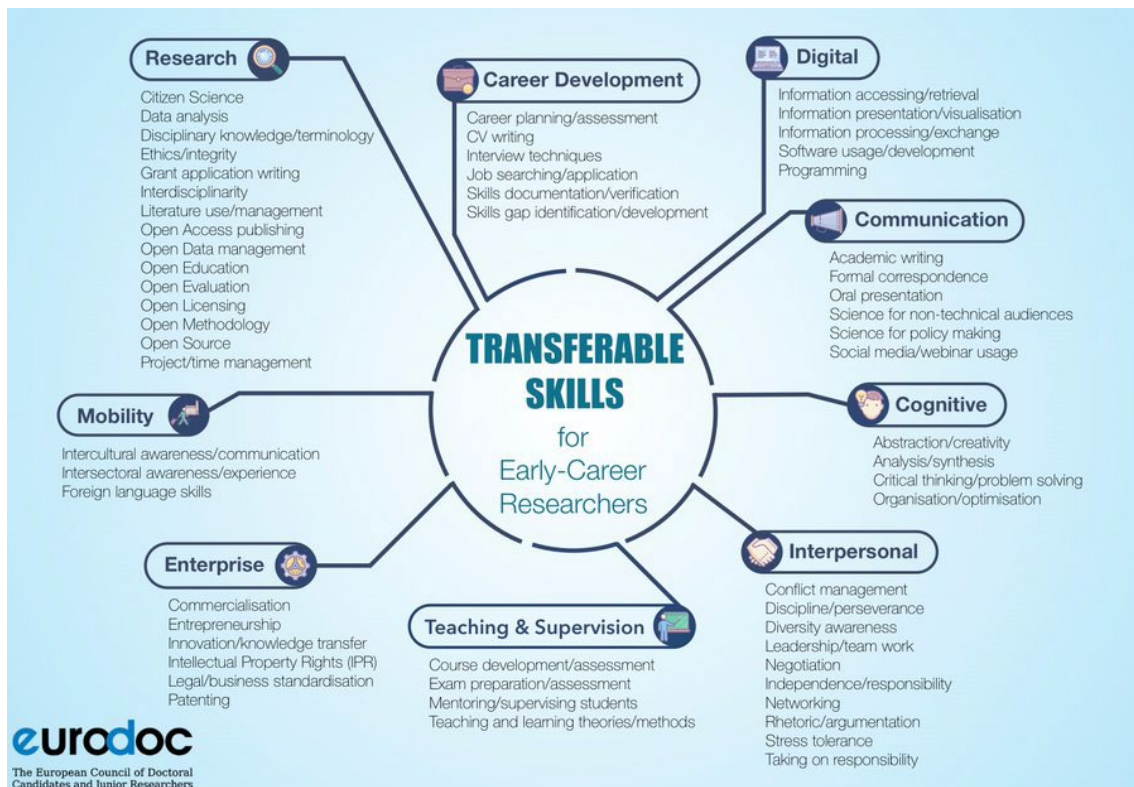 Research
Citizen Science
Data analysis
Disciplinary knowledge/terminology
Ethics/integrity
Grant application writing
Interdisciplinarity
Literature use/management
Open Access publishing
Open Data management
Open Education
Open Evaluation
Open Licensing
Open Methodology
Open Source
Project/time management
Career Development
Career planning/assessment
CV writing
Interview techniques
Job searching/application
Skills documentation/verification
Skills gap identification/development
Digital
Information accessing/retrieval
Information presentation/visualisation
Information processing/exchange
Software usage/development
Programming
Communication
Academic writing
Formal correspondence
Oral presentation
Science for non-technical audiences
Science for policy making
Social media/webinar usage
TRANSFERABLE
SKILLS
for
Early-Career
Researchers
Mobility
Intercultural awareness/communication
Intersectoral awareness/experience
Foreign language skills
Cognitive
Abstraction/creativity
Analysis/synthesis
Critical thinking/problem solving
Organisation/optimisation
Enterprise
Commercialisation
Entrepreneurship
Innovation/knowledge transfer
Intellectual Property Rights (IPR)
Legal/business standardisation
Patenting
Teaching & Supervision
Course development/assessment
Exam preparation/assessment
Mentoring/supervising students
Teaching and learning theories/methods
Interpersonal
Conflict management
Discipline/perseverance
Diversity awareness
Leadership/team work
Negotiation
Independence/responsibility
Networking
Rhetoric/argumentation
Stress tolerance
Taking on responsibility
eurodoc
The European Council of Doctoral
Candidates and Junior Researchers